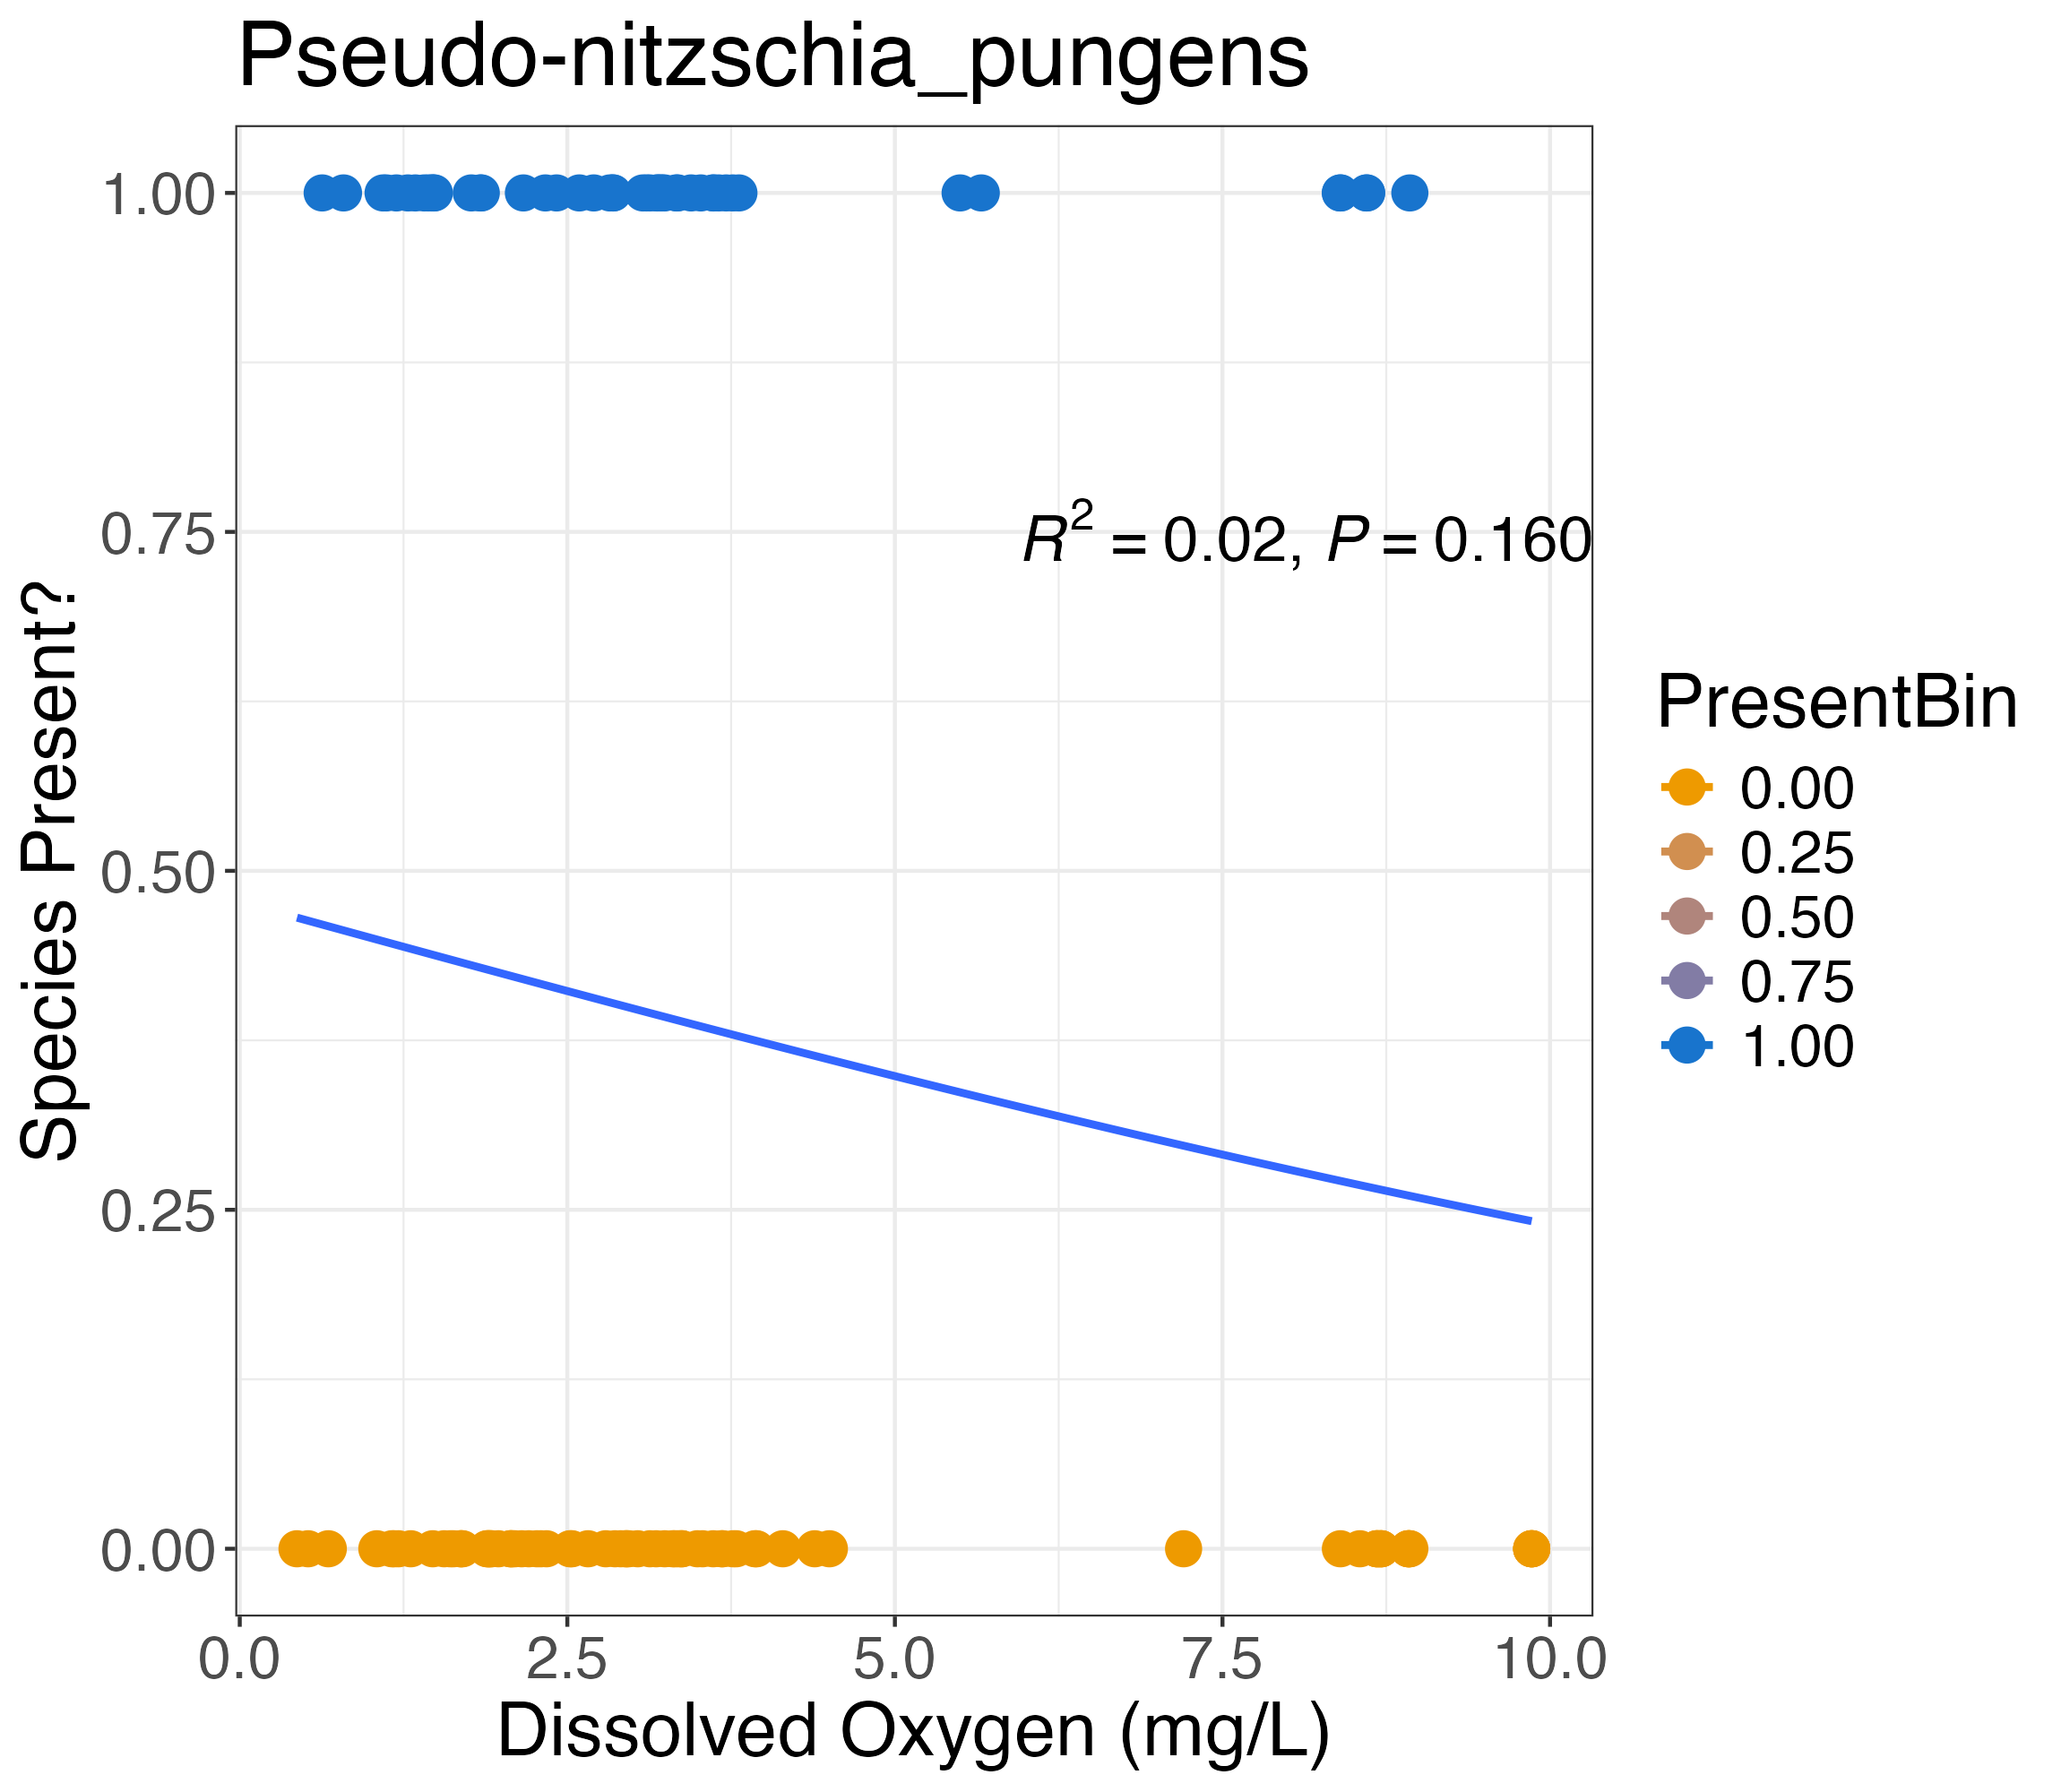 Pseudo-nitzschia_pungens
Species Present?
1.00
0.75
0.50
0.25
0.00
R² = 0.02, P = 0.160
0.0 2.5 5.0 7.5 10.0
Dissolved Oxygen (mg/L)
PresentBin
0.00
0.25
0.50
0.75
1.00